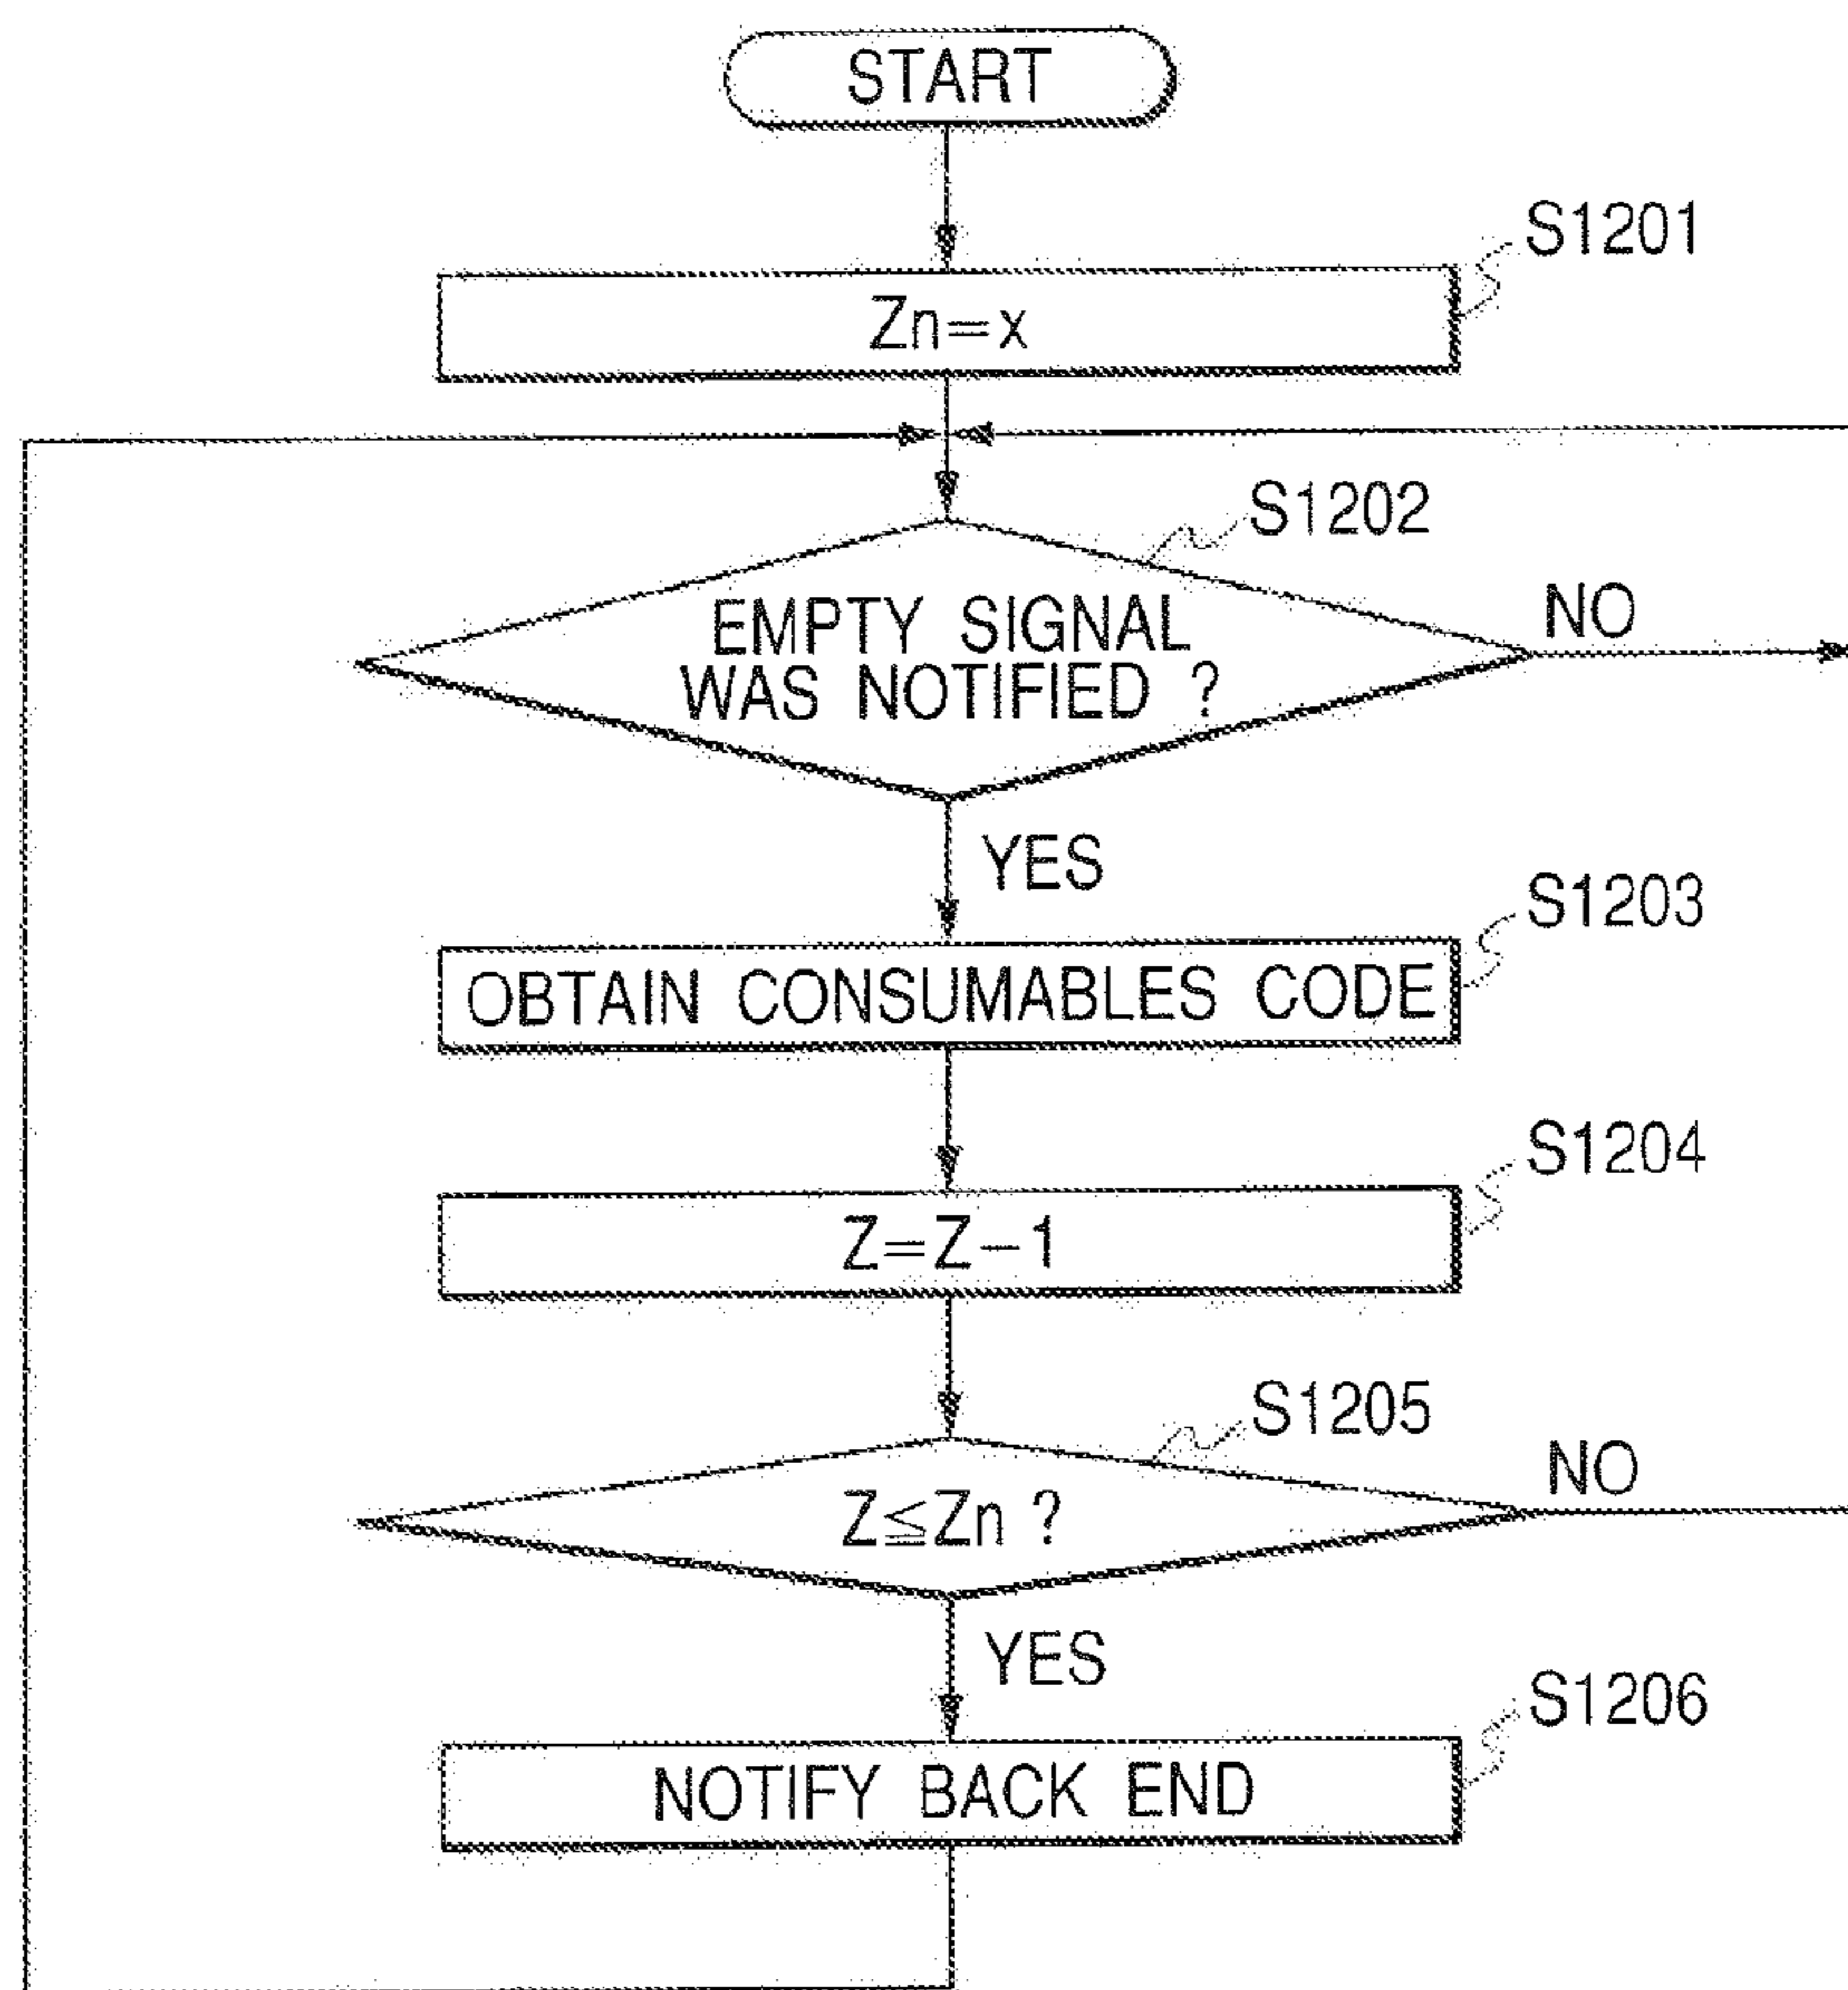 START
S1201
Zn=x
S1202
EMPTY SIGNAL
WAS NOTIFIED ?
NO
YES
S1203
OBTAIN CONSUMABLES CODE
S1204
Z=Z-1
S1205
Z≦Zn ?
NO
YES
S1206
NOTIFY BACK END